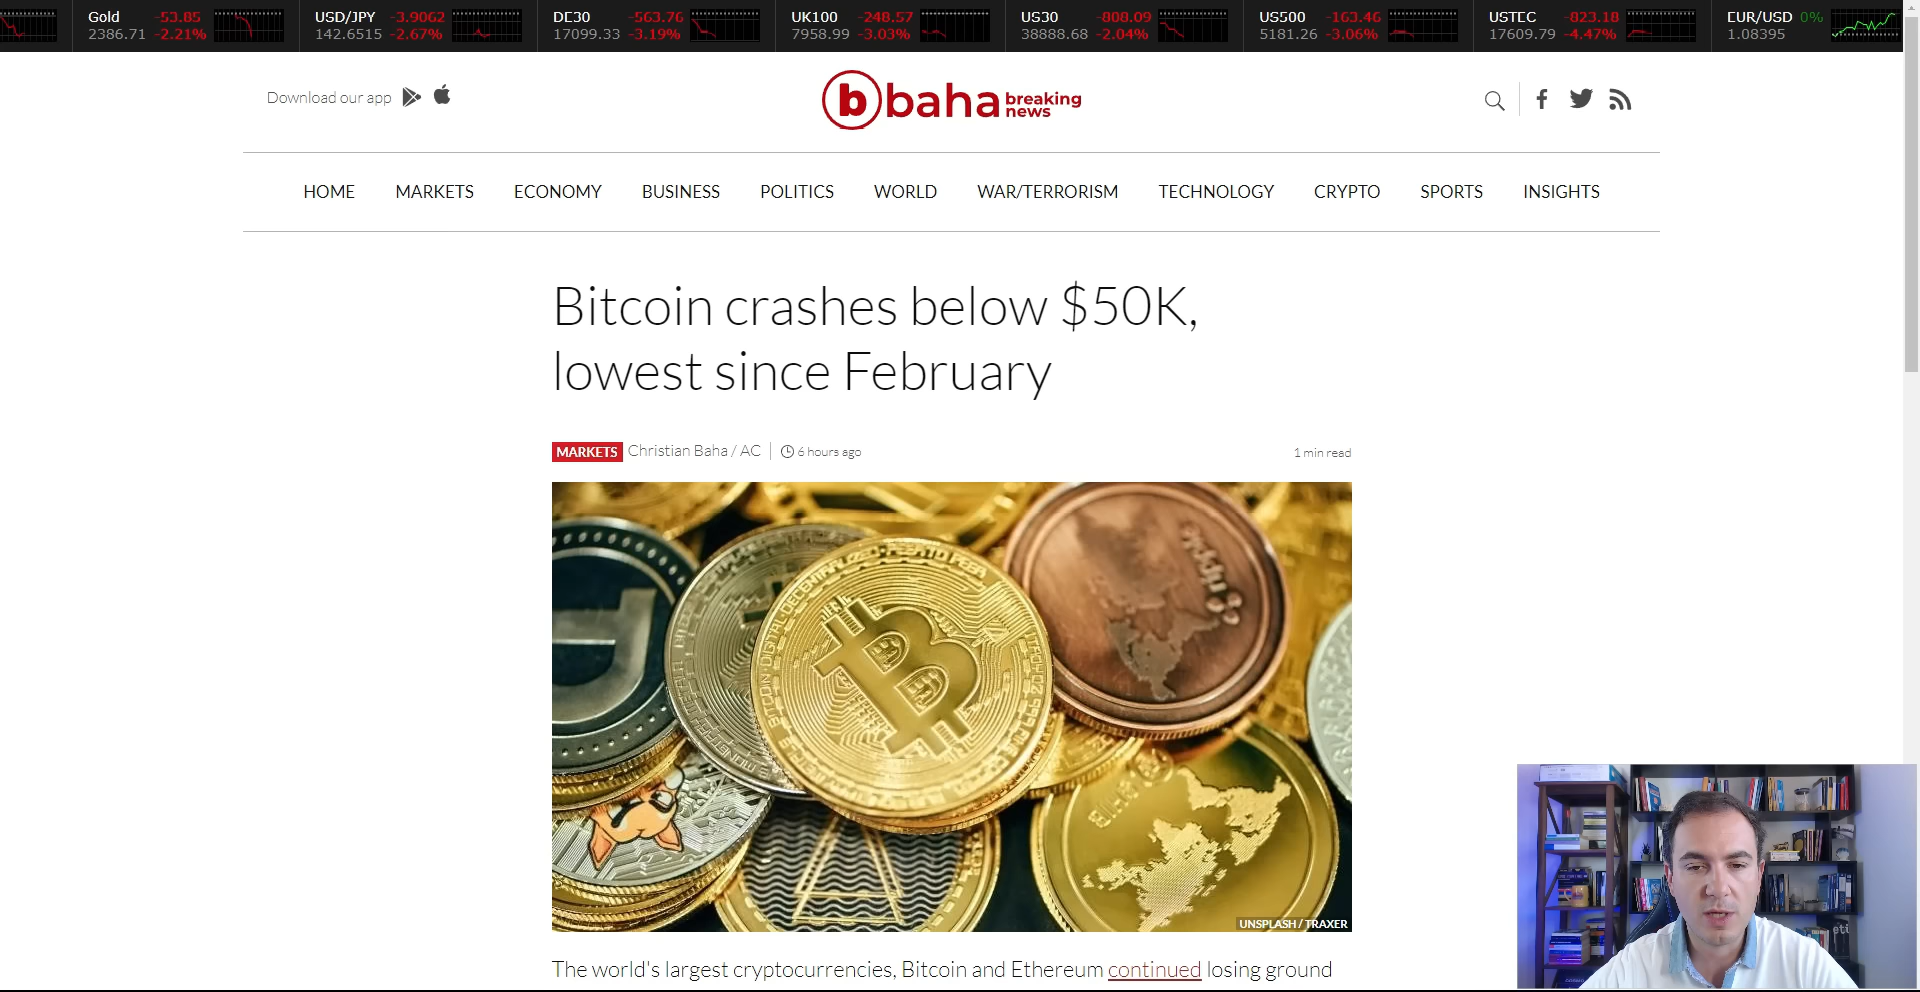 Gold -53.85
2386.71 -2.21%
USD/JPY -3.9062
142.6515 -2.67%
DE30 -563.76
17099.33 -3.19%
UK100 -248.57
7958.99 -3.03%
US30 -808.09
38888.68 -2.04%
US500 -163.46
5181.26 -3.06%
USTEC -823.18
17609.79 -4.47%
EUR/USD 0%
1.08395
Download our app
b baha breaking
news
HOME MARKETS ECONOMY BUSINESS POLITICS WORLD WAR/TERRORISM TECHNOLOGY CRYPTO SPORTS INSIGHTS
Bitcoin crashes below $50K,
lowest since February
MARKETS Christian Baha / AC 6 hours ago 1 min read
UNSPLASH / TRAXER
The world's largest cryptocurrencies, Bitcoin and Ethereum continued losing ground